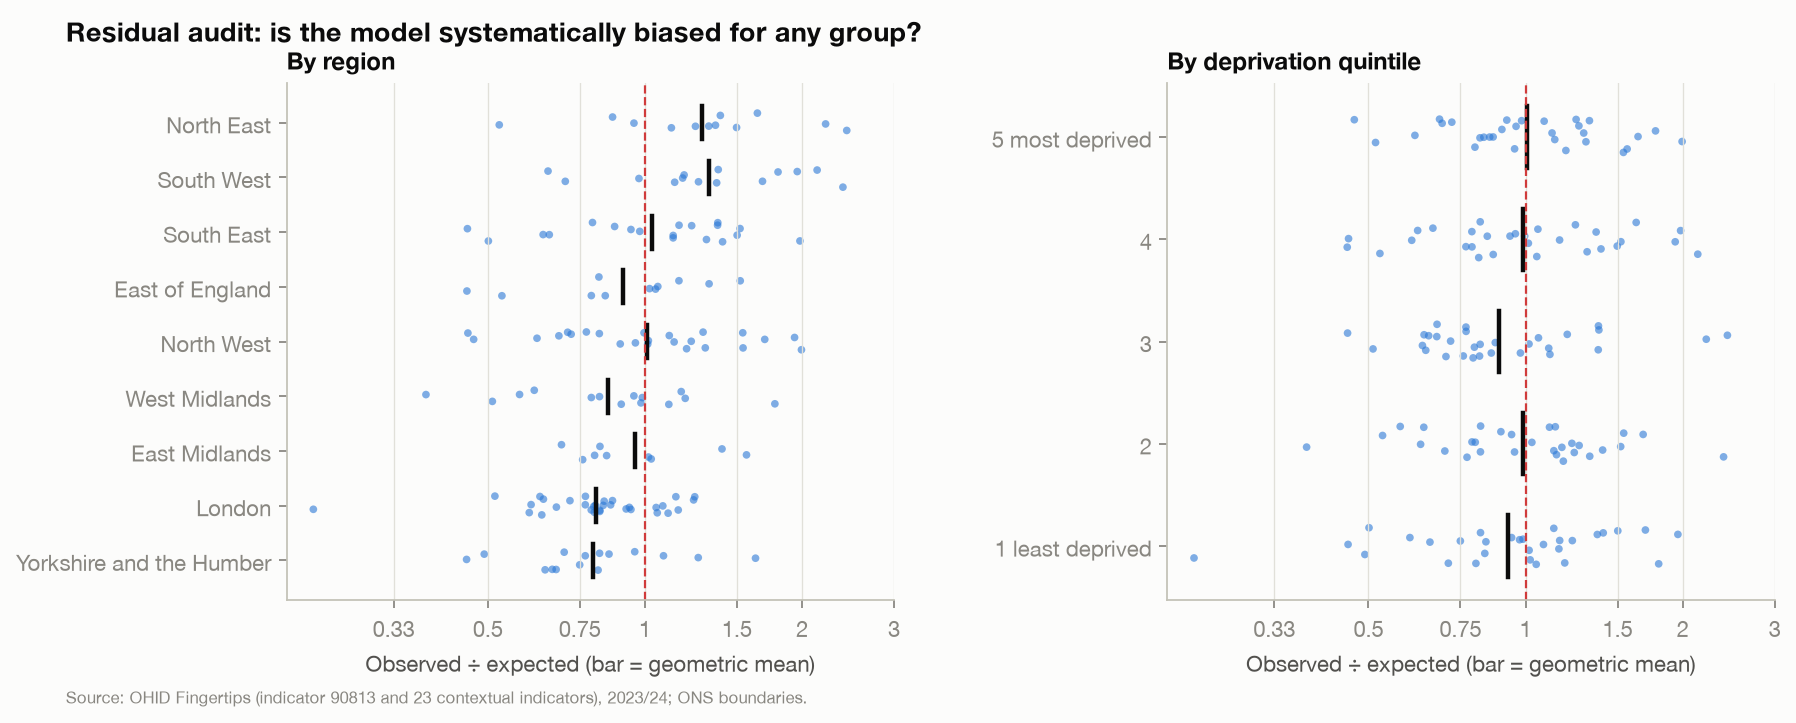 Residual audit: is the model systematically biased for any group?
By region
North East
South West
South East
East of England
North West
West Midlands
East Midlands
London
Yorkshire and the Humber
0.33 0.5 0.75 1 1.5 2 3
Observed ÷ expected (bar = geometric mean)
By deprivation quintile
5 most deprived
4
3
2
1 least deprived
0.33 0.5 0.75 1 1.5 2 3
Observed ÷ expected (bar = geometric mean)
Source: OHID Fingertips (indicator 90813 and 23 contextual indicators), 2023/24; ONS boundaries.